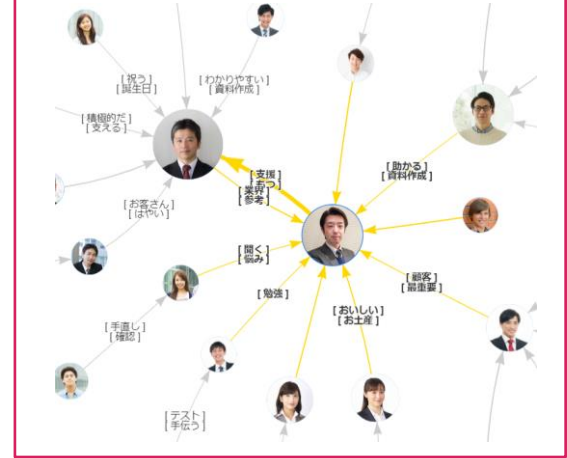 [ 祝う ]
[ 誕生日 ]
[ わかりやすい ]
[ 資料作成 ]
[ 積極的だ ]
[ 支える ]
[ 助かる ]
[ 資料作成 ]
[ 支援 ]
[ 業界 ]
[ 参考 ]
[ お客さん ]
[ はやい ]
[ 聞く ]
[ 悩み ]
[ 顧客 ]
[ 最重要 ]
[ 勉強 ]
[ おいしい ]
[ お土産 ]
[ 手直し ]
[ 確認 ]
[ テスト ]
[ 手伝う ]